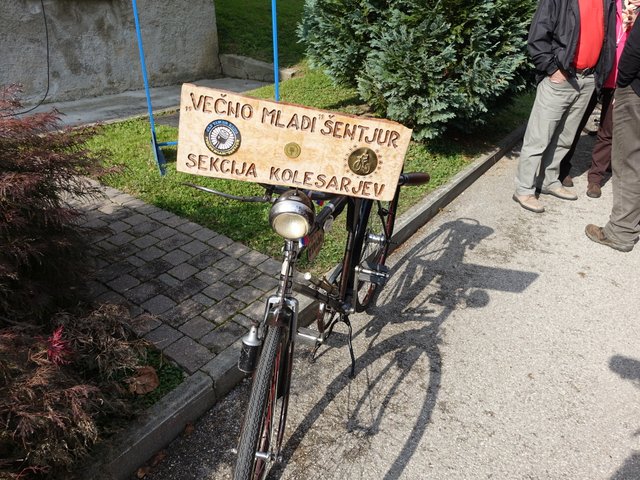 „VEČNO MLADI" ŠENTJUR
SEKCIJA KOLESARJEV